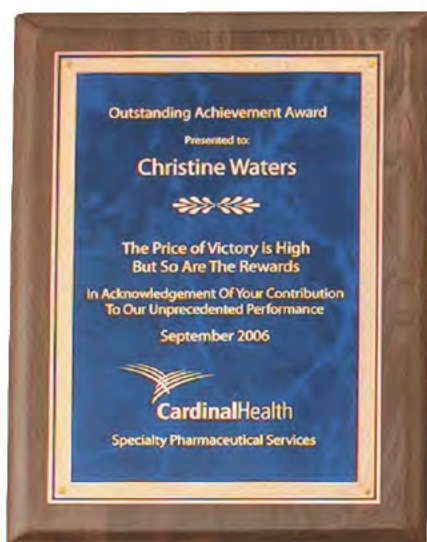 Outstanding Achievement Award
Presented to:
Christine Waters
The Price of Victory is High
But So Are The Rewards
In Acknowledgement Of Your Contribution
To Our Unprecedented Performance
September 2006
CardinalHealth
Specialty Pharmaceutical Services